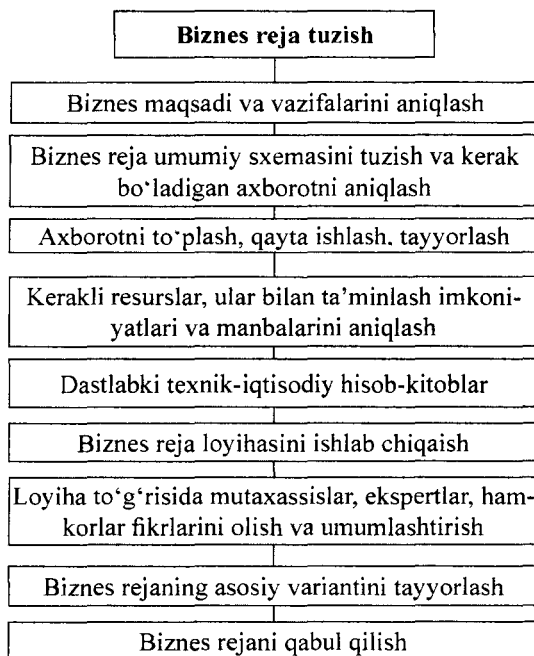 Biznes reja tuzish
Biznes maqsadi va vazifalarini aniqlash
Biznes reja umumiy sxemasini tuzish va kerak
bo‘ladigan axborotni aniqlash
Axborotni to‘plash, qayta ishlash, tayyorlash
Kerakli resurslar, ular bilan ta’minlash imkoni-
yatlari va manbalarini aniqlash
Dastlabki texnik-iqtisodiy hisob-kitoblar
Biznes reja loyihasini ishlab chiqaish
Loyiha to‘g‘risida mutaxassislar, ekspertlar, ham-
korlar fikrlarini olish va umumlashtirish
Biznes rejaning asosiy variantini tayyorlash
Biznes rejani qabul qilish